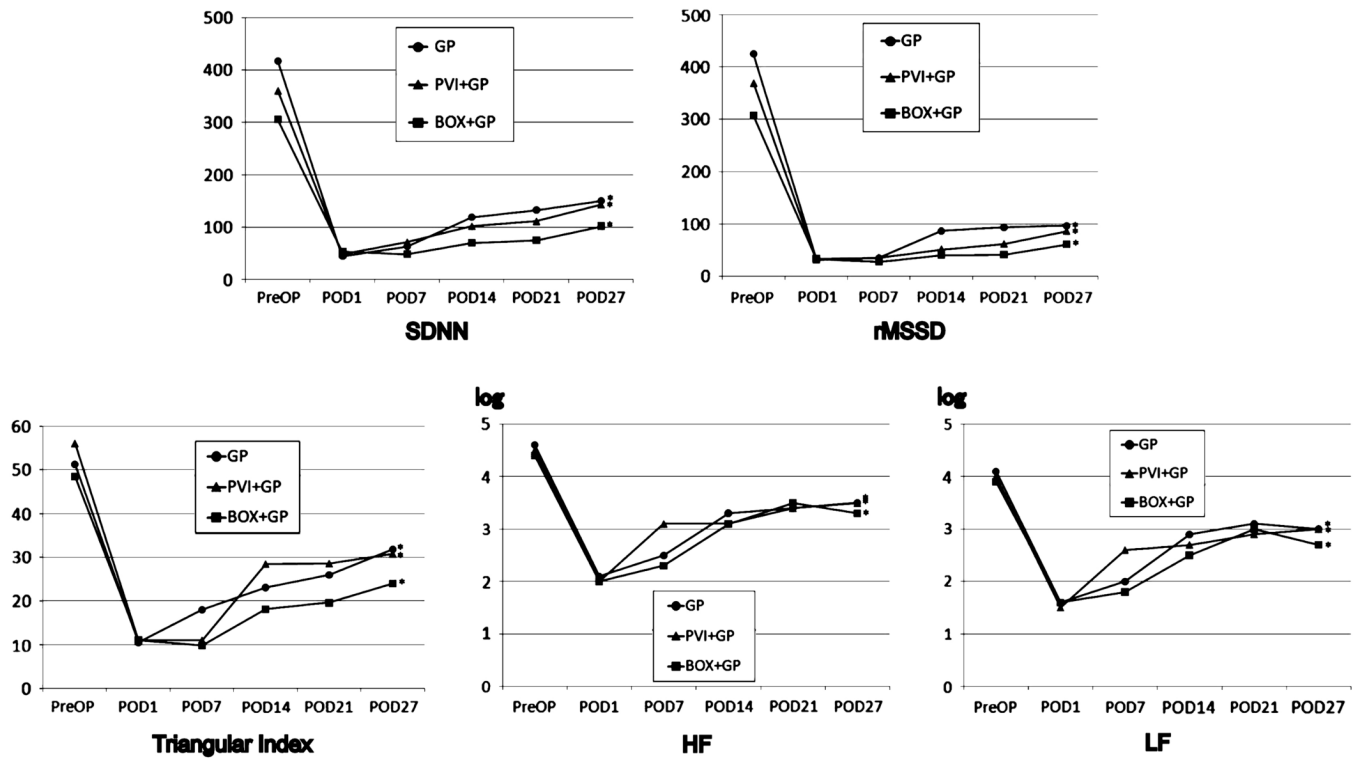 500
400
300
200
100
0
GP
PVI+GP
BOX+GP
PreOP POD1 POD7 POD14 POD21 POD27
* * *
SDNN
500
400
300
200
100
0
GP
PVI+GP
BOX+GP
PreOP POD1 POD7 POD14 POD21 POD27
* * *
rMSSD
60
50
40
30
20
10
0
GP
PVI+GP
BOX+GP
PreOP POD1 POD7 POD14 POD21 POD27
* * *
Triangular Index
log
5
4
3
2
1
0
GP
PVI+GP
BOX+GP
PreOP POD1 POD7 POD14 POD21 POD27
* * *
HF
log
5
4
3
2
1
0
GP
PVI+GP
BOX+GP
PreOP POD1 POD7 POD14 POD21 POD27
* * *
LF